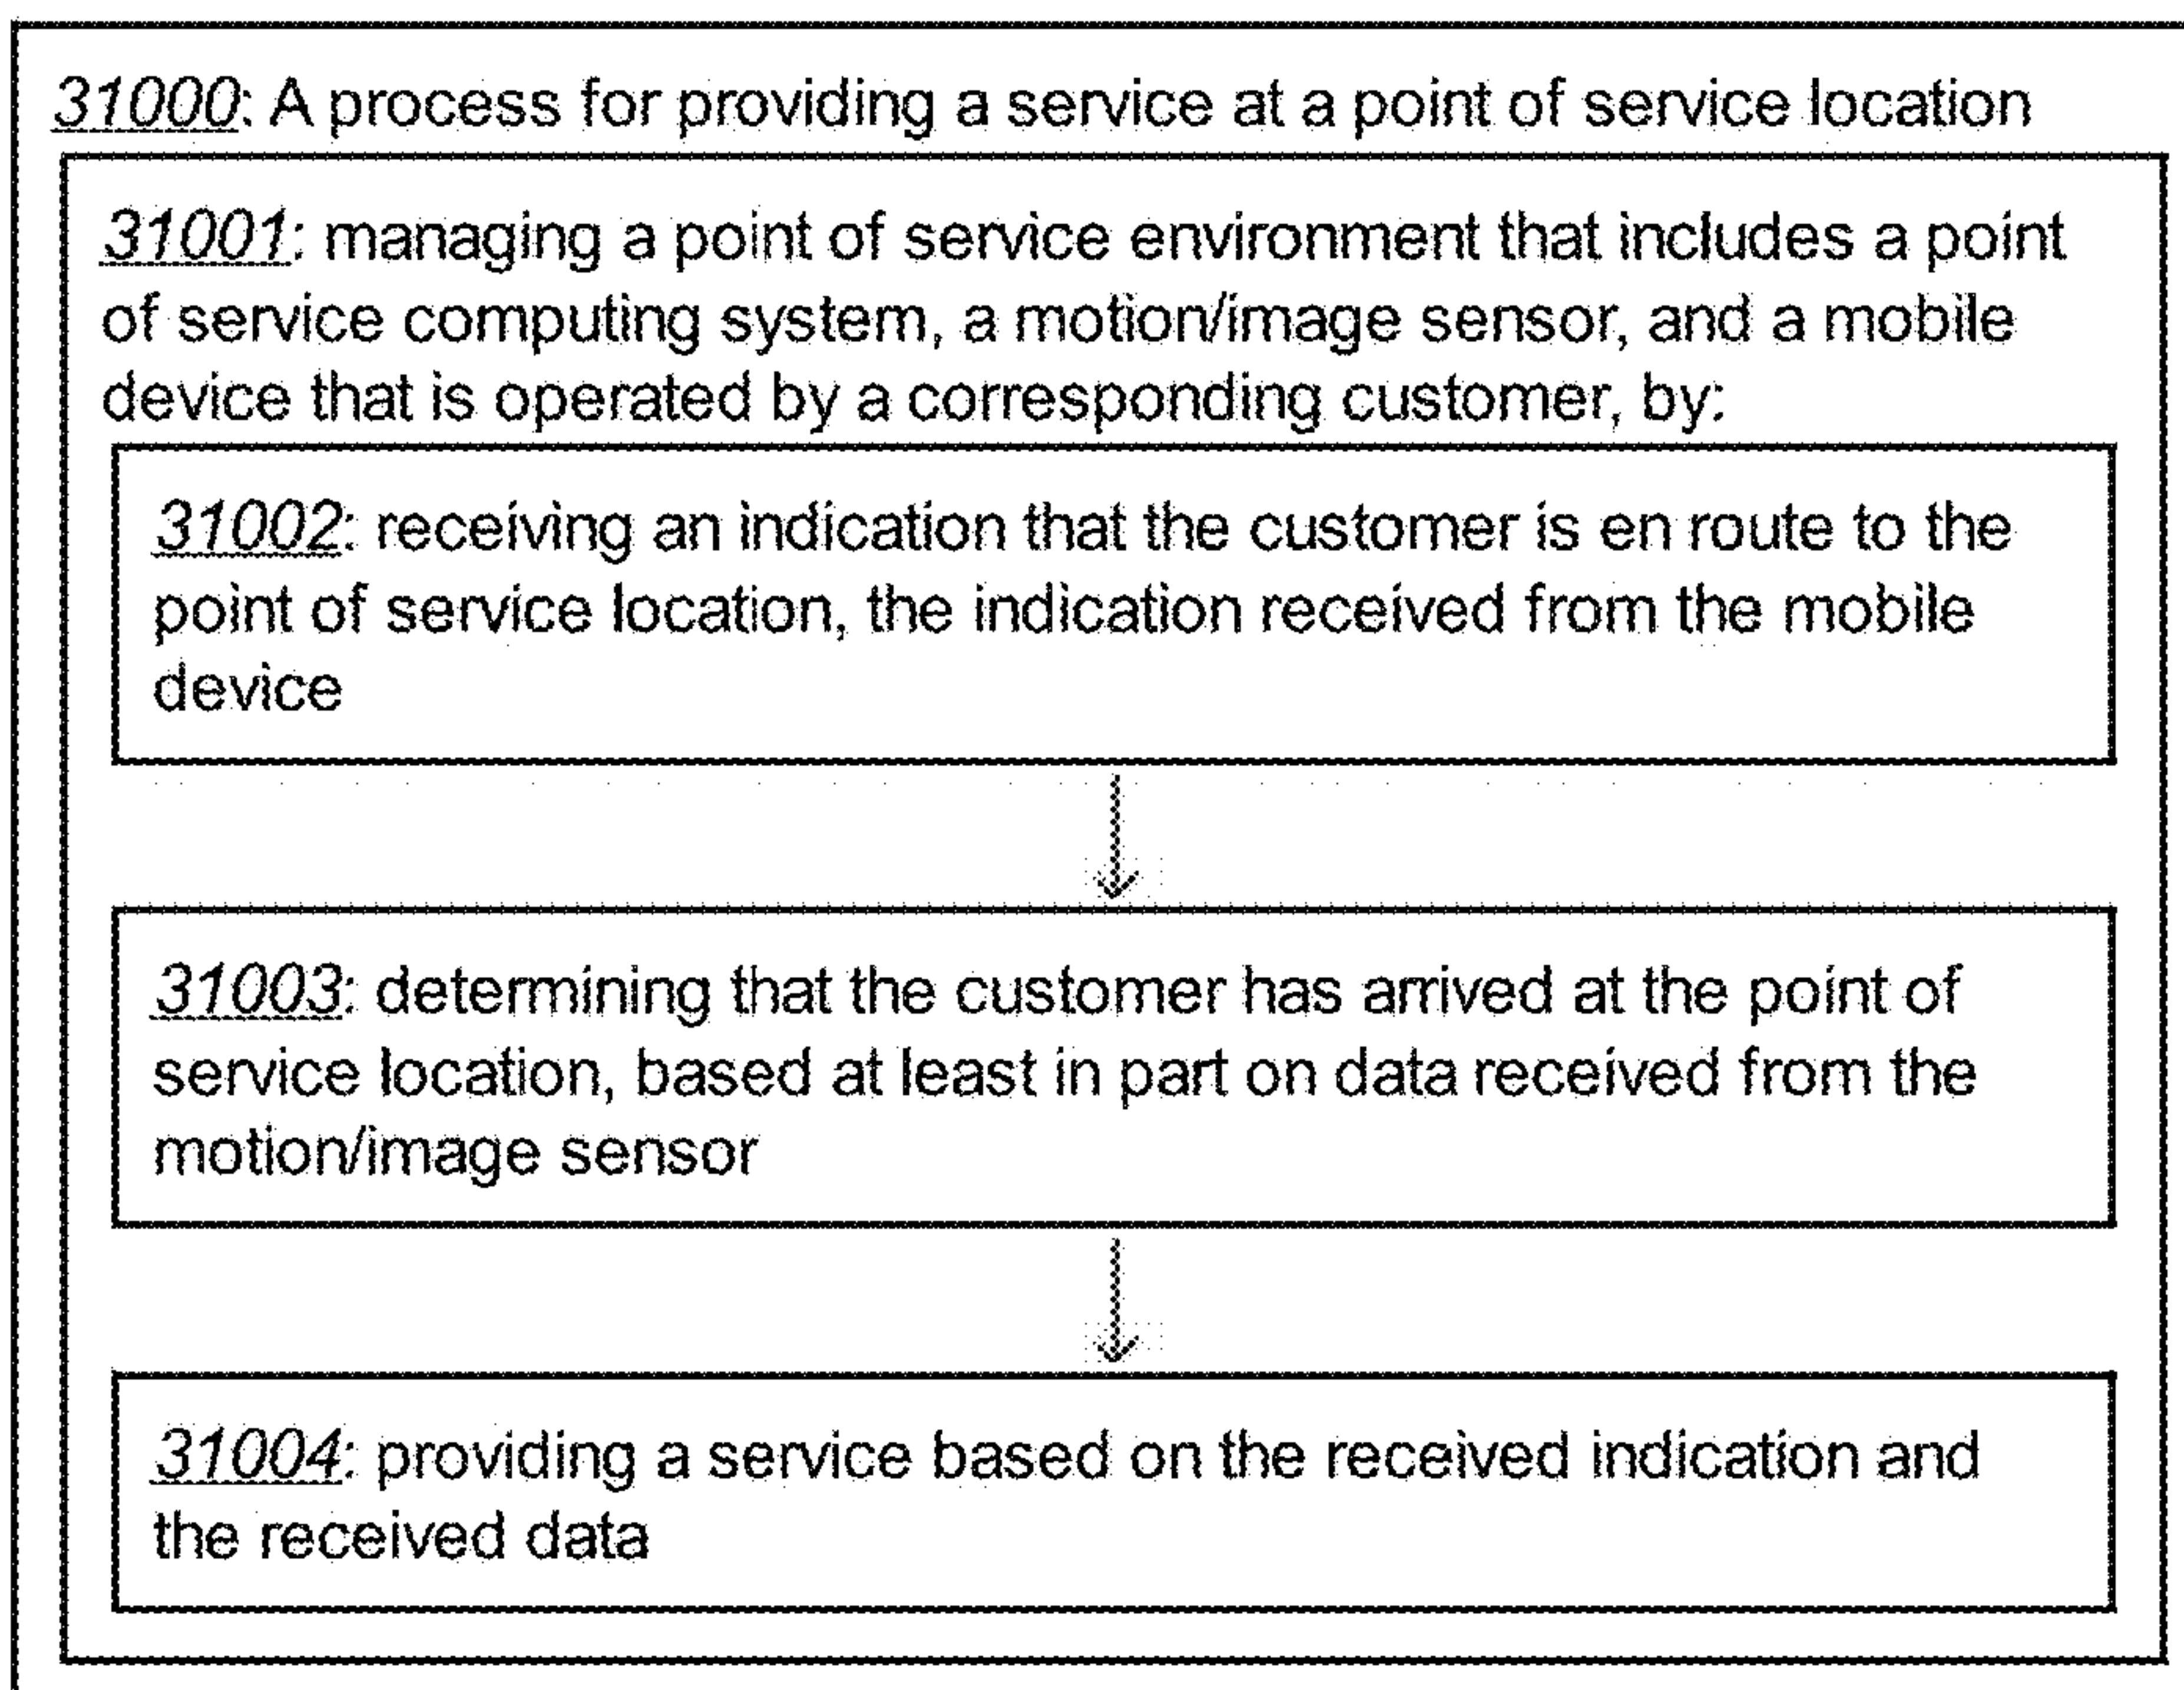 31000: A process for providing a service at a point of service location
31001: managing a point of service environment that includes a point
of service computing system, a motion/image sensor, and a mobile
device that is operated by a corresponding customer, by:
31002: receiving an indication that the customer is en route to the
point of service location, the indication received from the mobile
device
31003: determining that the customer has arrived at the point of
service location, based at least in part on data received from the
motion/image sensor
31004: providing a service based on the received indication and
the received data